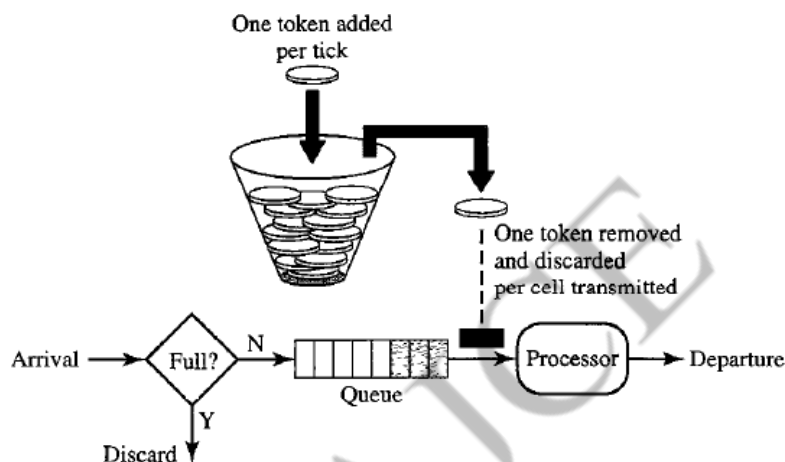 One token added
per tick
One token removed
and discarded
per cell transmitted
Arrival
Full?
N
Queue
Processor
Departure
Y
Discard